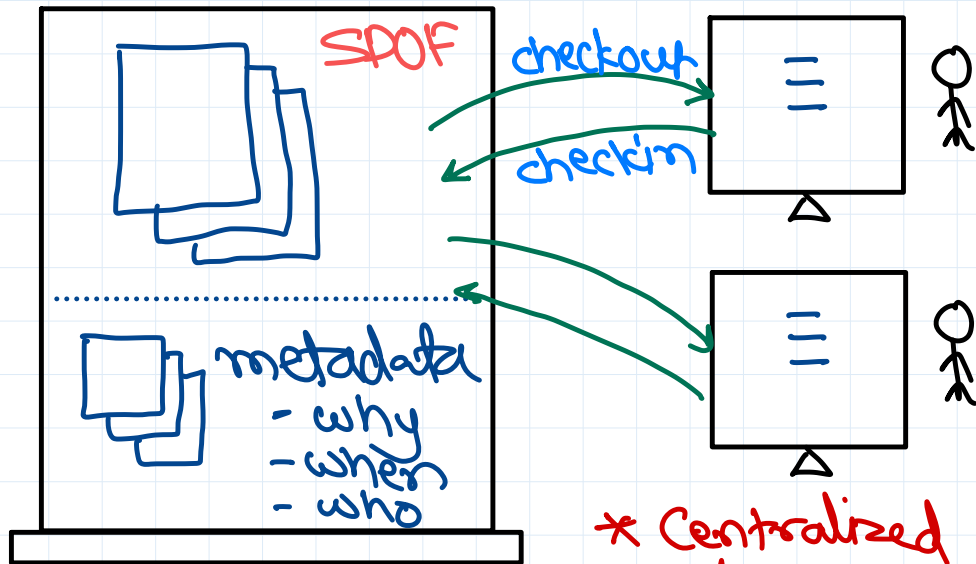 SPOF
checkout
checkin
metadata
- why
- when
- who
* Centralized